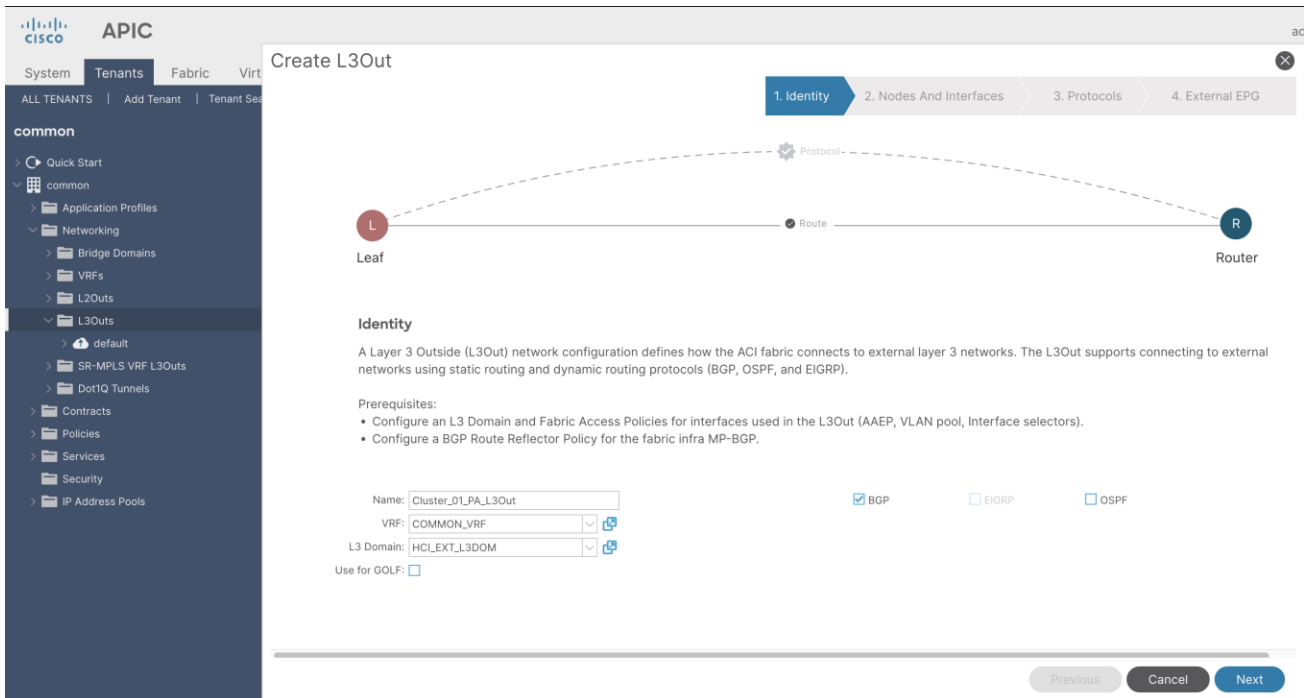 CISCO
APIC
ad
System Tenants Fabric Virt
ALL TENANTS | Add Tenant | Tenant Sea
common
Quick Start
common
Application Profiles
Networking
Bridge Domains
VRFs
L2Outs
L3Outs
default
SR-MPLS VRF L3Outs
Dot1Q Tunnels
Contracts
Policies
Services
Security
IP Address Pools
Create L3Out
1. Identity 2. Nodes And Interfaces 3. Protocols 4. External EPG
Protocol
L Route R
Leaf Router
Identity
A Layer 3 Outside (L3Out) network configuration defines how the ACI fabric connects to external layer 3 networks. The L3Out supports connecting to external
networks using static routing and dynamic routing protocols (BGP, OSPF, and EIGRP).
Prerequisites:
• Configure an L3 Domain and Fabric Access Policies for interfaces used in the L3Out (AAEP, VLAN pool, Interface selectors).
• Configure a BGP Route Reflector Policy for the fabric infra MP-BGP.
Name: Cluster_01_PA_L3Out BGP EIGRP OSPF
VRF: COMMON_VRF
L3 Domain: HCI_EXT_L3DOM
Use for GOLF:
Previous Cancel Next